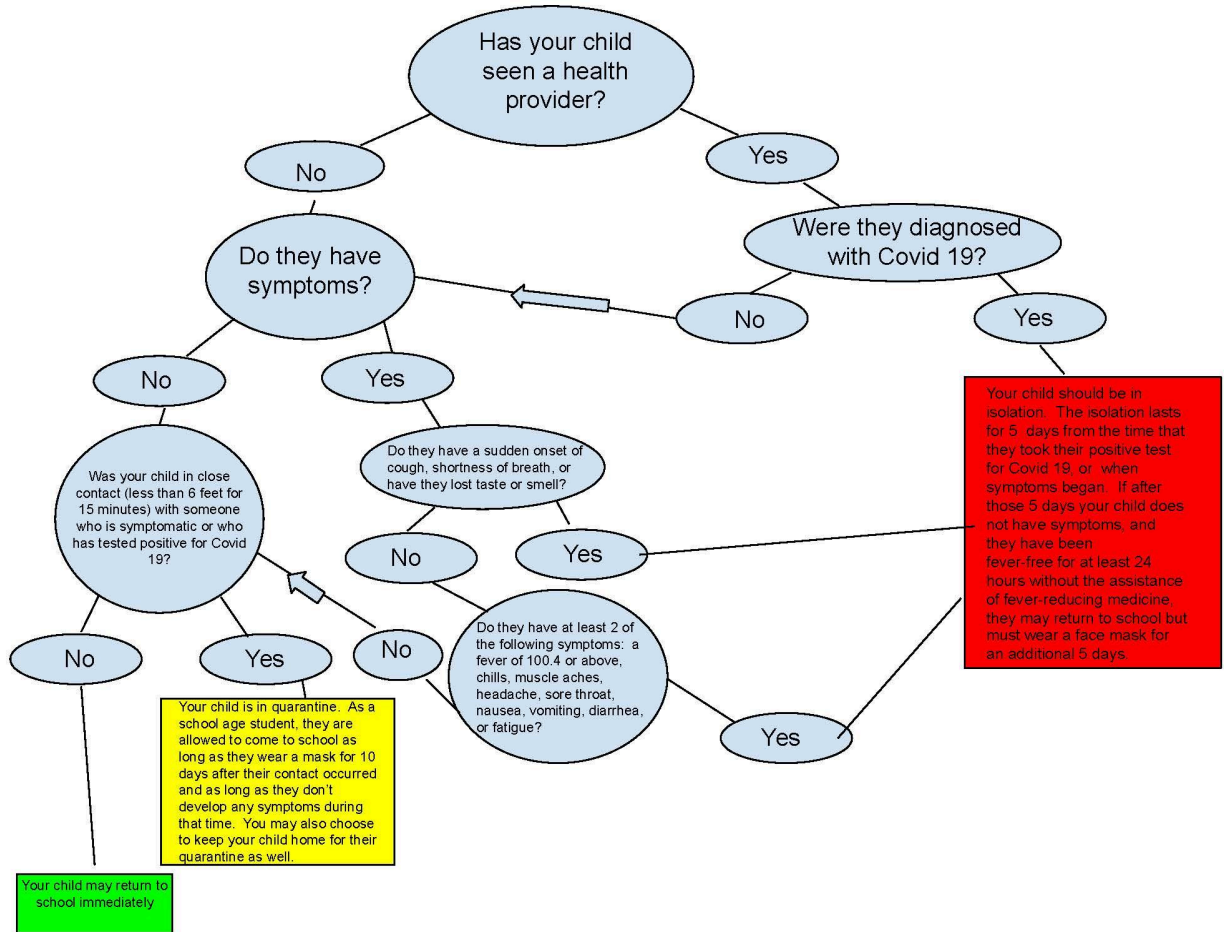 Has your child
seen a health
provider?
No
Yes
Do they have
symptoms?
Were they diagnosed
with Covid 19?
No
Yes
No
Yes
Your child should be in
isolation. The isolation lasts
for 5 days from the time that
they took their positive test
for Covid 19, or when
symptoms began. If after
those 5 days your child does
not have symptoms, and
they have been
fever-free for at least 24
hours without the assistance
of fever-reducing medicine,
they may return to school but
must wear a face mask for
an additional 5 days.
Was your child in close
contact (less than 6 feet for
15 minutes) with someone
who is symptomatic or who
has tested positive for Covid
19?
Do they have a sudden onset of
cough, shortness of breath, or
have they lost taste or smell?
No
Yes
Do they have at least 2 of
the following symptoms: a
fever of 100.4 or above,
chills, muscle aches,
headache, sore throat,
nausea, vomiting, diarrhea,
or fatigue?
No
Yes
No
Yes
Your child is in quarantine. As a
school age student, they are
allowed to come to school as
long as they wear a mask for 10
days after their contact occurred
and as long as they don't
develop any symptoms during
that time. You may also choose
to keep your child home for their
quarantine as well.
Your child may return to
school immediately